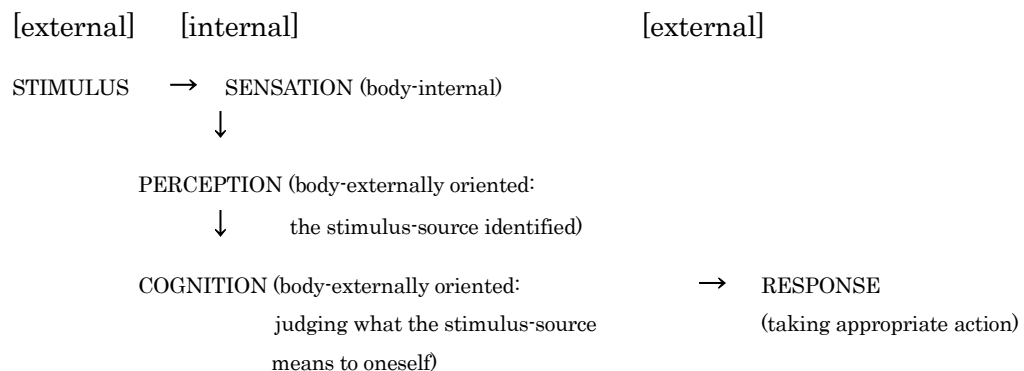 [external] [internal] [external]
STIMULUS → SENSATION (body-internal)
↓
PERCEPTION (body-externally oriented:
↓ the stimulus-source identified)
COGNITION (body-externally oriented: → RESPONSE
judging what the stimulus-source (taking appropriate action)
means to oneself)